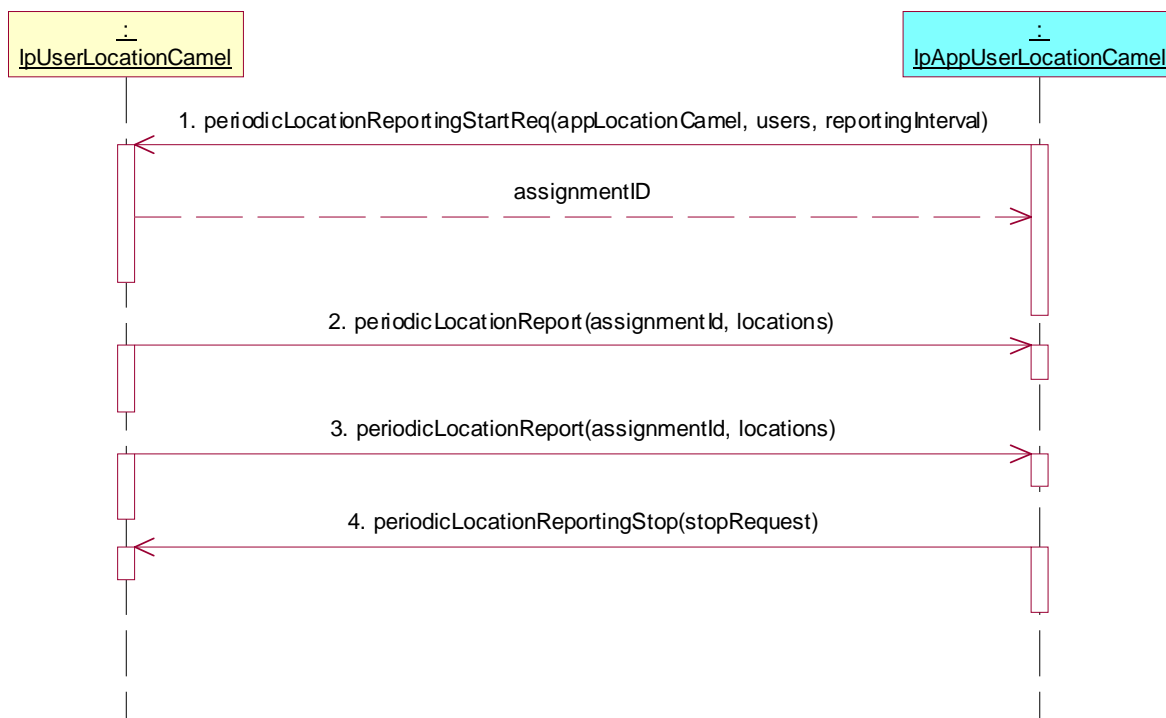 :
IpUserLocationCamel
:
IpAppUserLocationCamel
1. periodicLocationReportingStartReq(appLocationCamel, users, reportingInterval)
assignmentID
2. periodicLocationReport(assignmentId, locations)
3. periodicLocationReport(assignmentId, locations)
4. periodicLocationReportingStop(stopRequest)